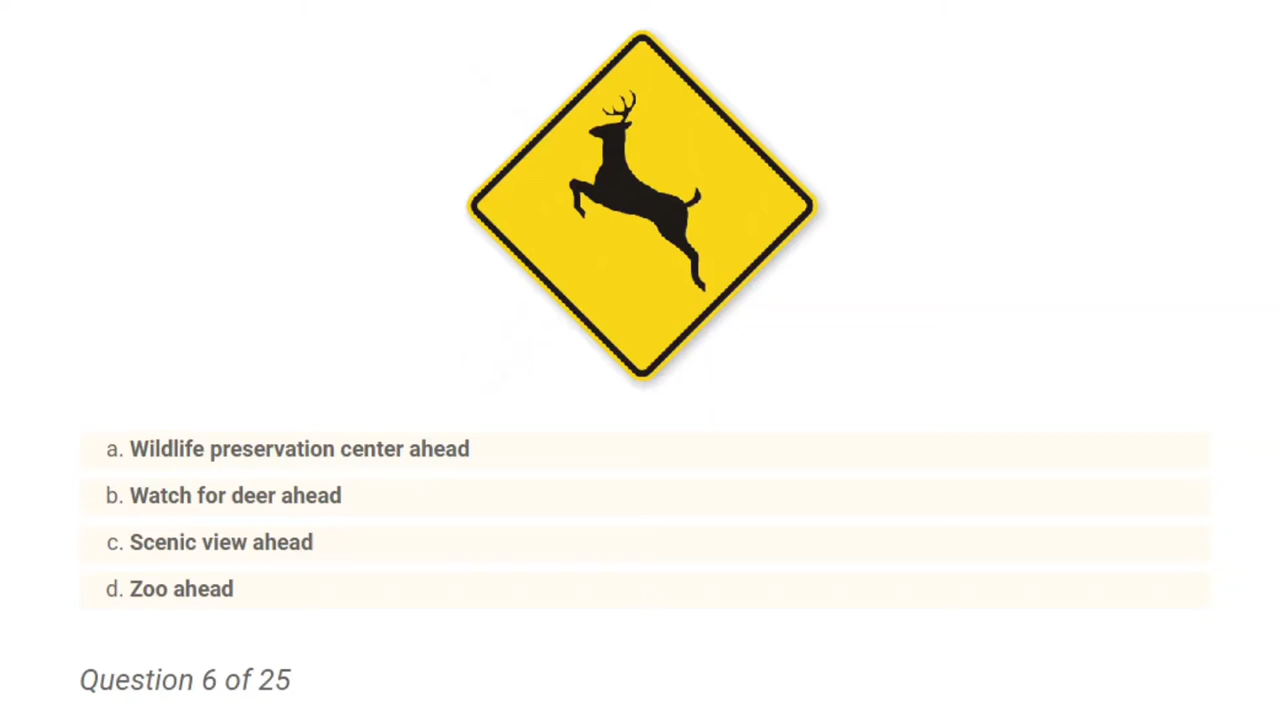 a. Wildlife preservation center ahead
b. Watch for deer ahead
c. Scenic view ahead
d. Zoo ahead
Question 6 of 25